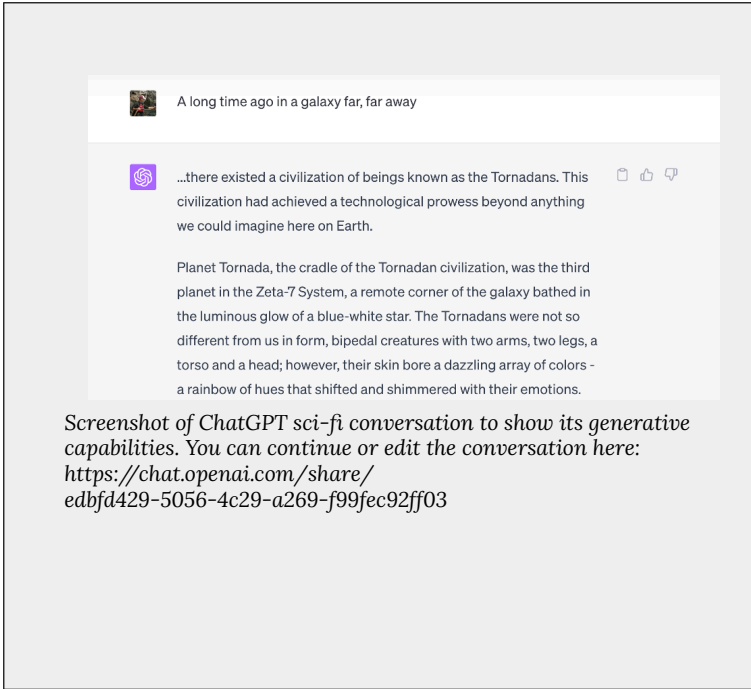 A long time ago in a galaxy far, far away
...there existed a civilization of beings known as the Tornadans. This
civilization had achieved a technological prowess beyond anything
we could imagine here on Earth.
Planet Tornada, the cradle of the Tornadan civilization, was the third
planet in the Zeta-7 System, a remote corner of the galaxy bathed in
the luminous glow of a blue-white star. The Tornadans were not so
different from us in form, bipedal creatures with two arms, two legs, a
torso and a head; however, their skin bore a dazzling array of colors -
a rainbow of hues that shifted and shimmered with their emotions.
Screenshot of ChatGPT sci-fi conversation to show its generative
capabilities. You can continue or edit the conversation here:
https://chat.openai.com/share/
edbfd429-5056-4c29-a269-f99fec92ff03